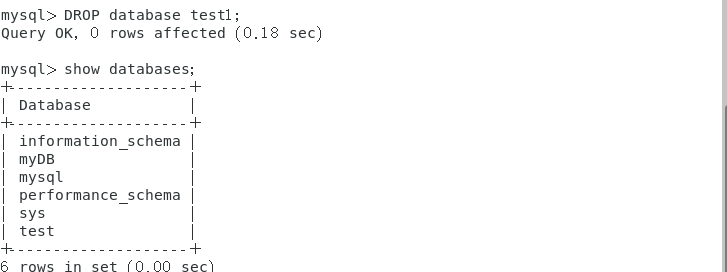 mysql> DROP database test1;
Query OK, 0 rows affected (0.18 sec)
mysql> show databases;
+--------------------+
| Database           |
+--------------------+
| information_schema |
| myDB               |
| mysql              |
| performance_schema |
| sys                |
| test               |
+--------------------+
6 rows in set (0.00 sec)